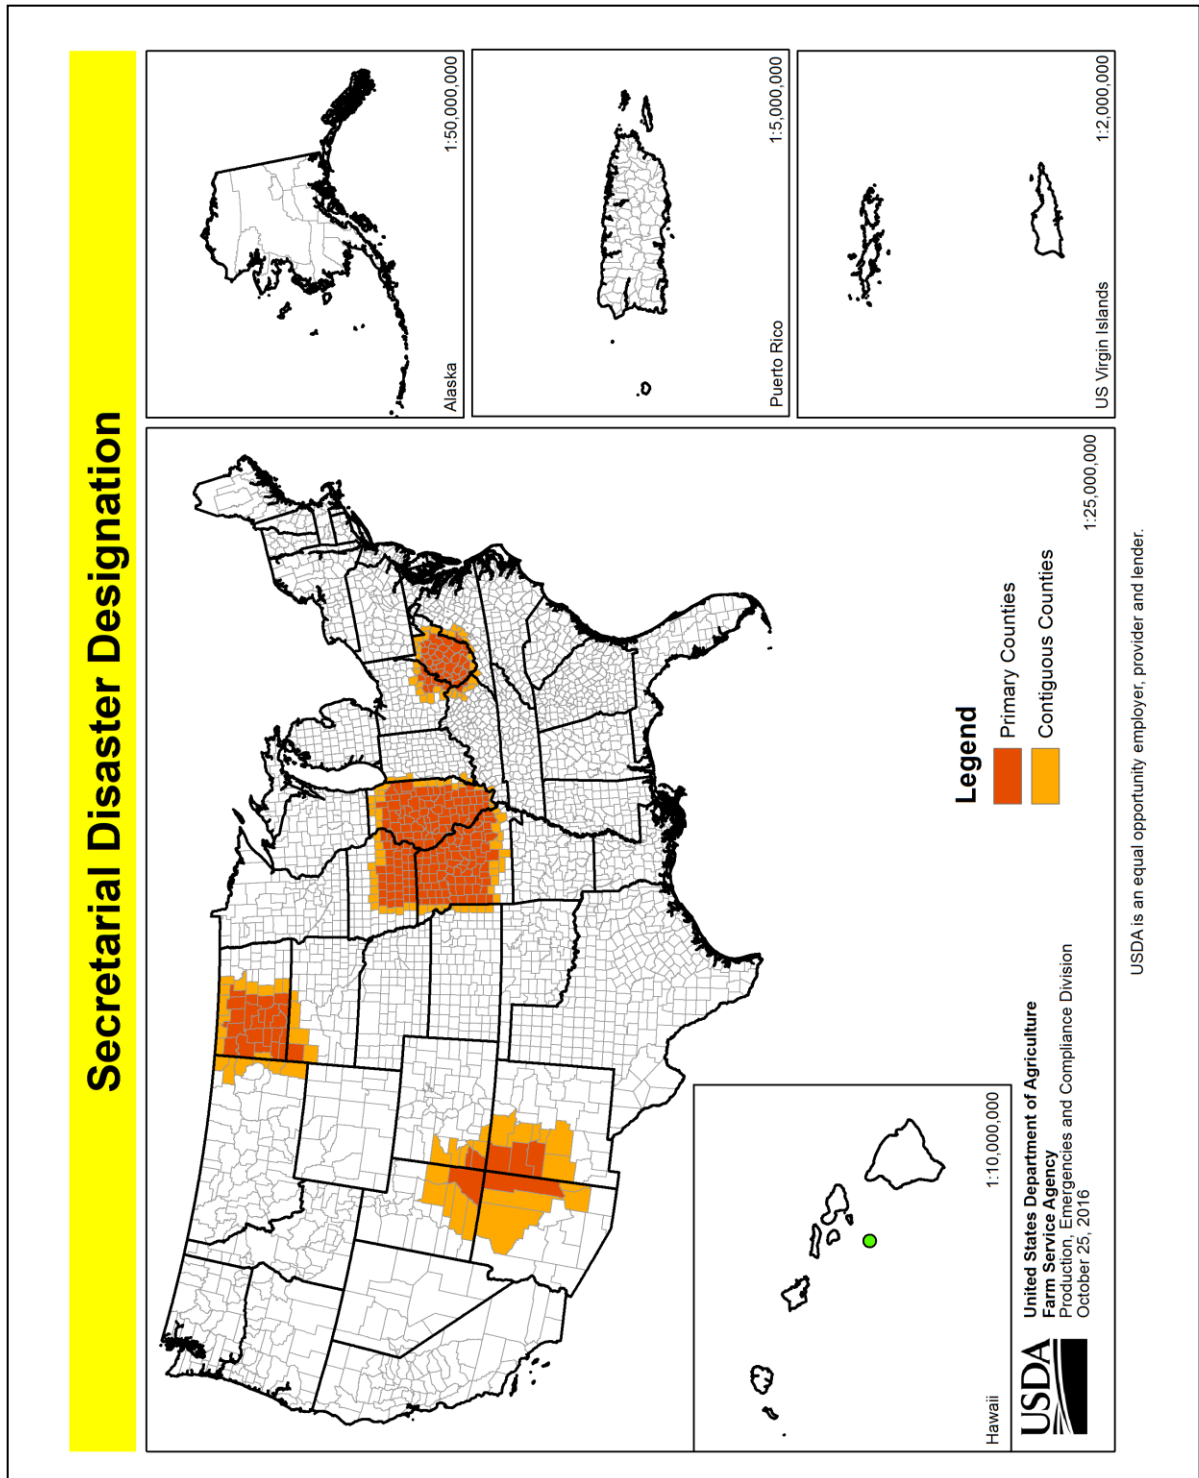 Secretarial Disaster Designation
Alaska
1:50,000,000
Puerto Rico
1:5,000,000
US Virgin Islands
1:2,000,000
1:25,000,000
Hawaii
1:10,000,000
Legend
Primary Counties
Contiguous Counties
USDA
United States Department of Agriculture
Farm Service Agency
Production, Emergencies and Compliance Division
October 25, 2016
USDA is an equal opportunity employer, provider and lender.